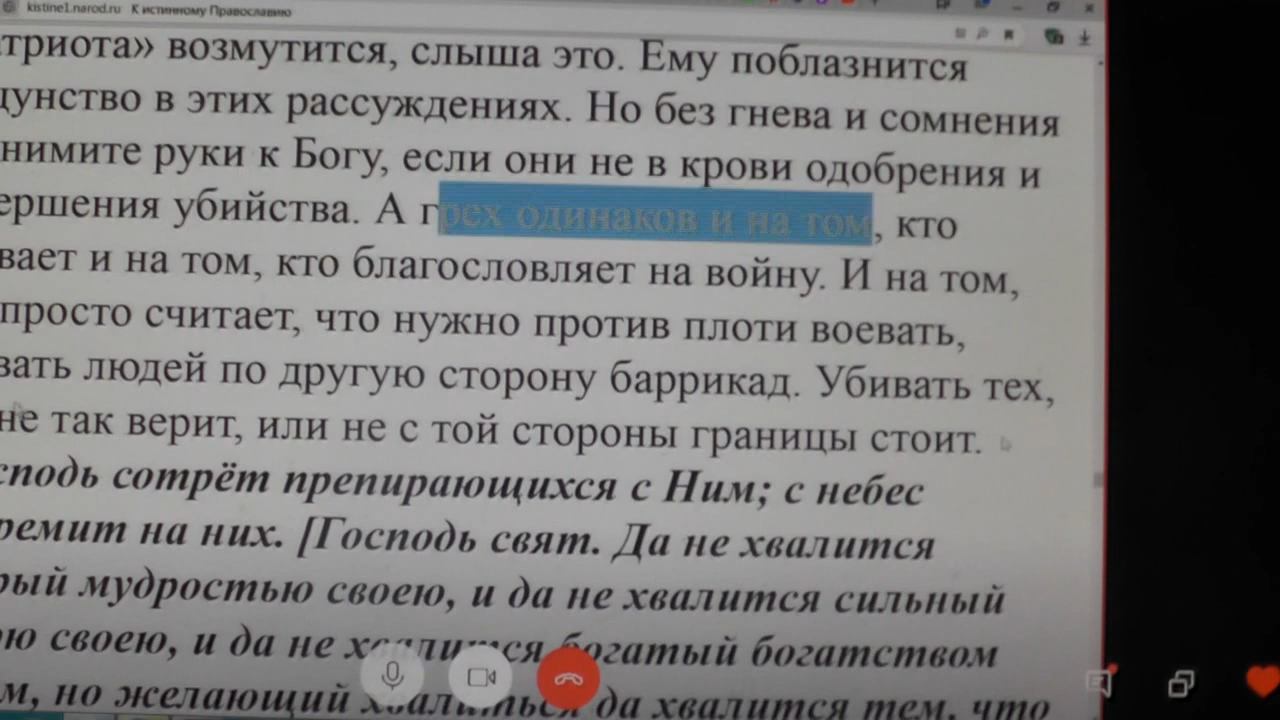 kistine1.narod.ru К истинному Православию
триота» возмутится, слыша это. Ему поблазнится
дунство в этих рассуждениях. Но без гнева и сомнения
нимите руки к Богу, если они не в крови одобрения и
ершения убийства. А грех одинаков и на том, кто
вает и на том, кто благословляет на войну. И на том,
просто считает, что нужно против плоти воевать,
вать людей по другую сторону баррикад. Убивать тех,
не так верит, или не с той стороны границы стоит.
сподь сотрёт препирающихся с Ним; с небес
ремит на них. [Господь свят. Да не хвалится
рый мудростью своею, и да не хвалится сильный
ою своею, и да не хвалится богатый богатством
м, но желающий хвалиться да хвалится тем, что